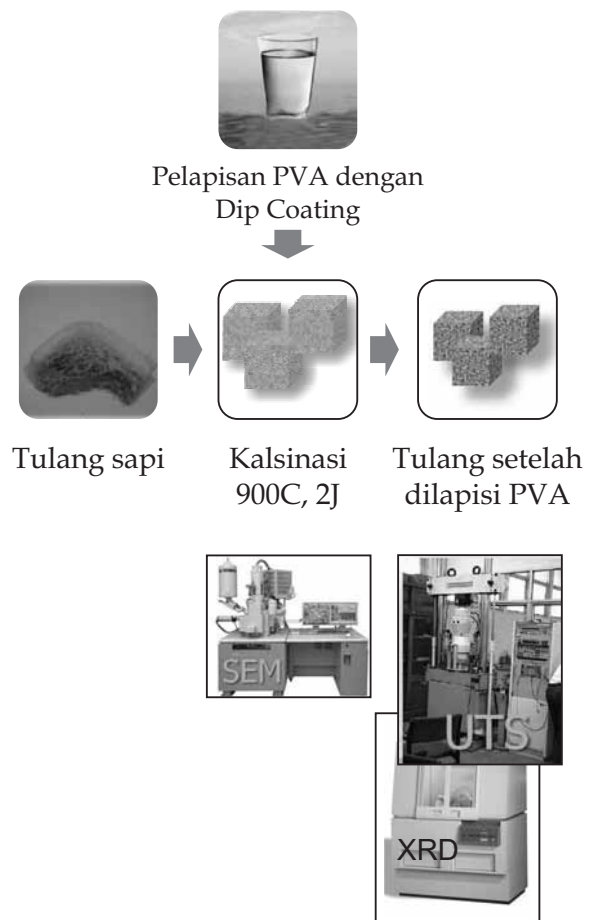 Pelapisan PVA dengan
Dip Coating
Tulang sapi
Kalsinasi
900C, 2J
Tulang setelah
dilapisi PVA
SEM
UTS
XRD